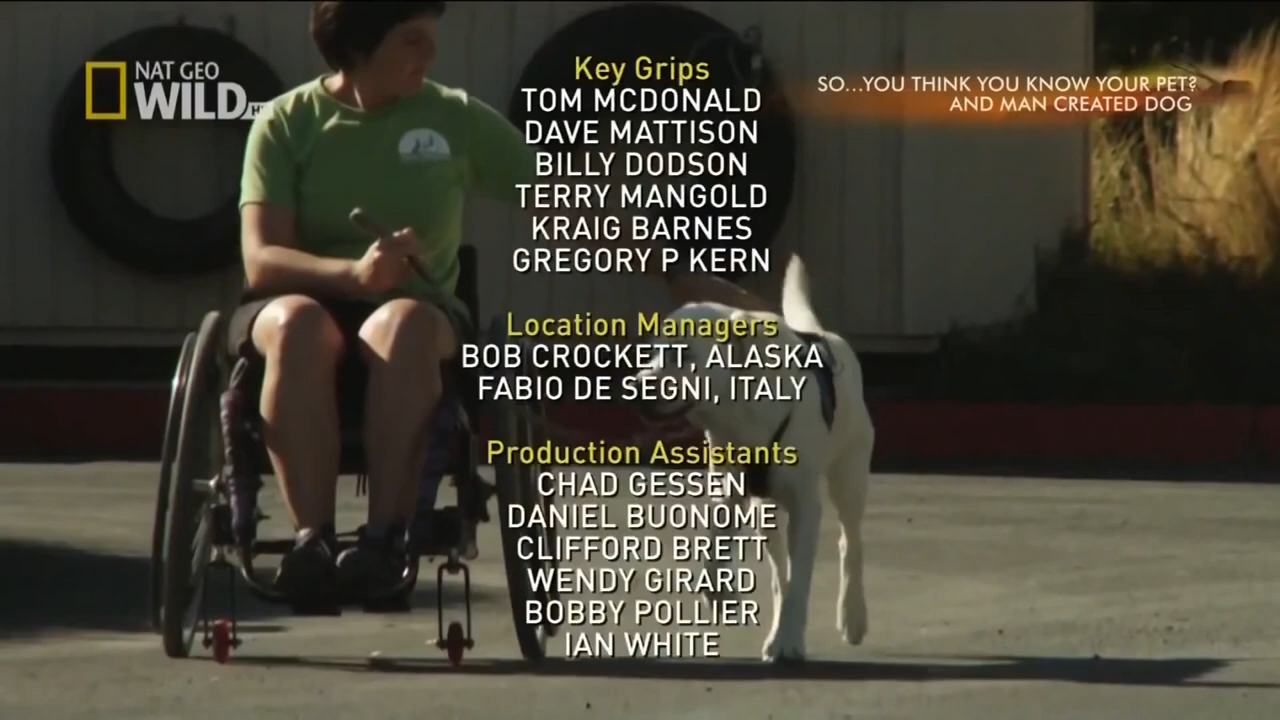 NAT GEO
WILD HD
SO...YOU THINK YOU KNOW YOUR PET?
AND MAN CREATED DOG
Key Grips
TOM MCDONALD
DAVE MATTISON
BILLY DODSON
TERRY MANGOLD
KRAIG BARNES
GREGORY P KERN
Location Managers
BOB CROCKETT, ALASKA
FABIO DE SEGNI, ITALY
Production Assistants
CHAD GESSEN
DANIEL BUONOME
CLIFFORD BRETT
WENDY GIRARD
BOBBY POLLIER
IAN WHITE